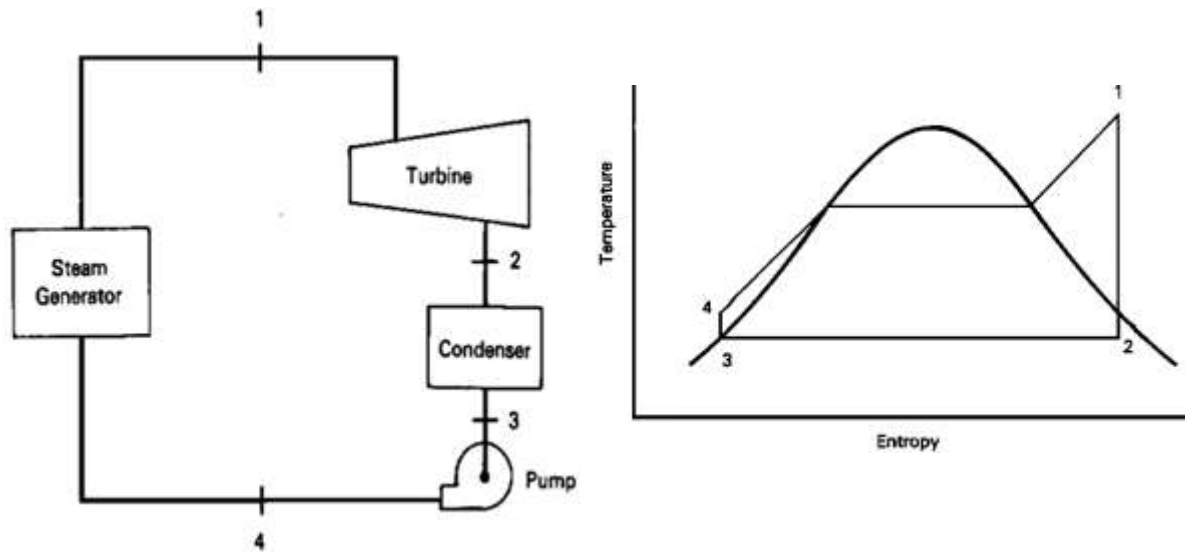 1
Turbine
2
Steam
Generator
Condenser
3
Pump
4
Temperature
1
4
3
2
Entropy